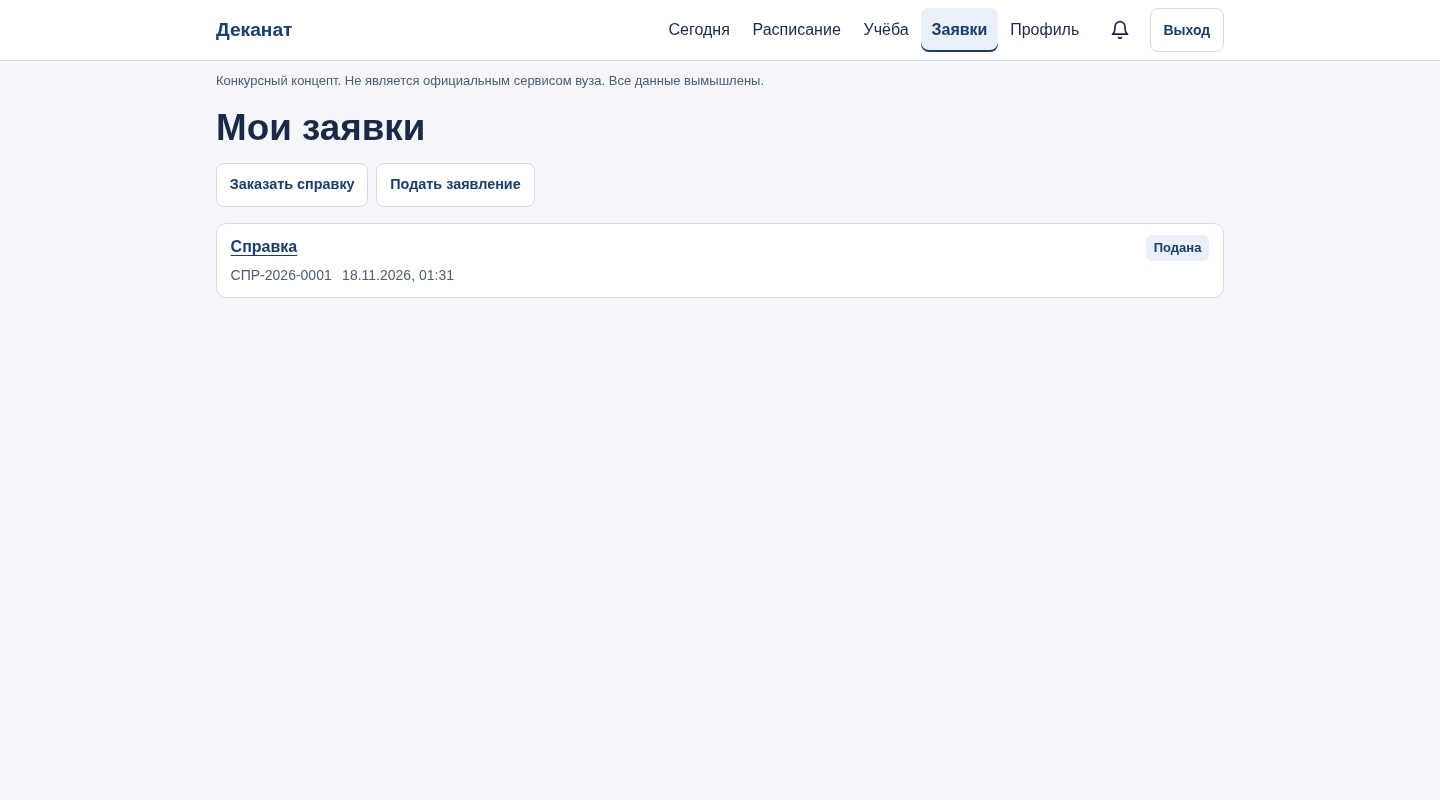 Деканат
Сегодня Расписание Учёба Заявки Профиль Выход
Конкурсный концепт. Не является официальным сервисом вуза. Все данные вымышлены.
Мои заявки
Заказать справку Подать заявление
Справка Подана
СПР-2026-0001 18.11.2026, 01:31